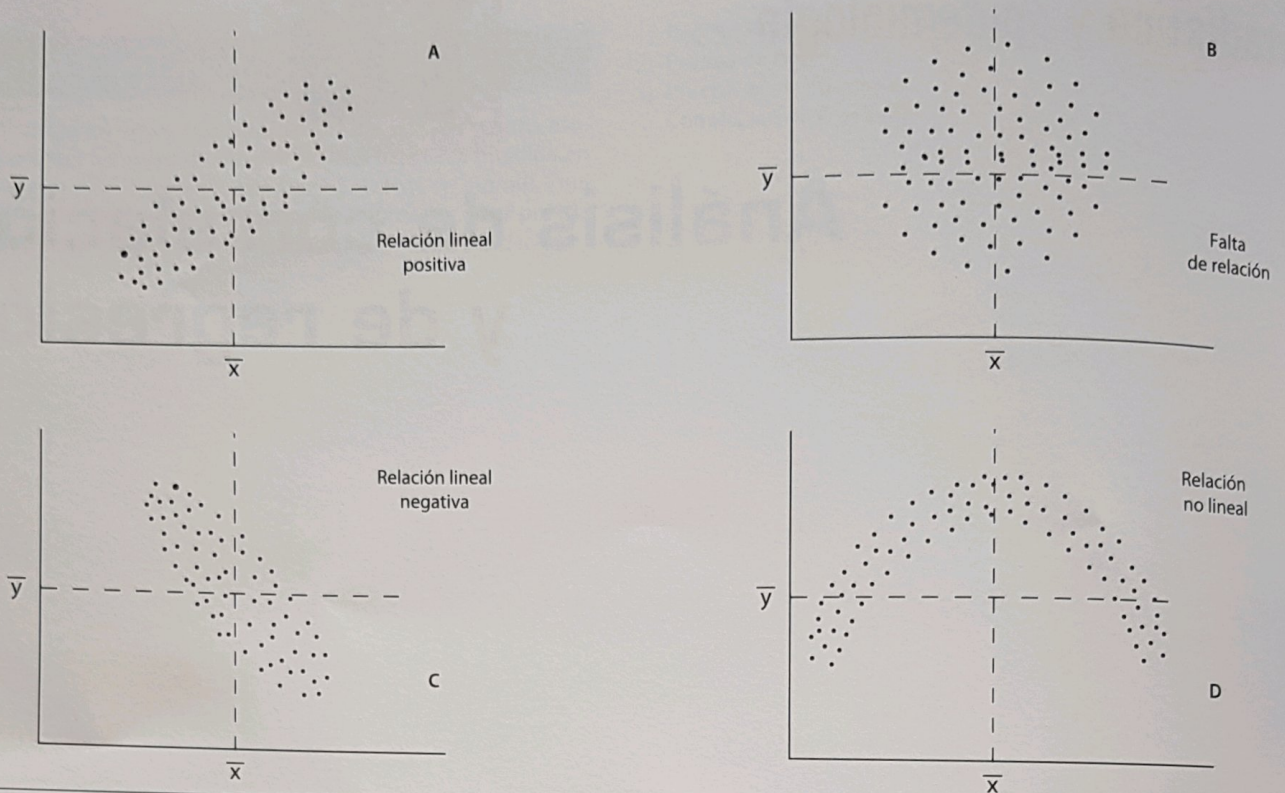 A
y̅
Relación lineal
positiva
x̅
B
y̅
Falta
de relación
x̅
Relación lineal
negativa
y̅
C
x̅
Relación
no lineal
y̅
D
x̅